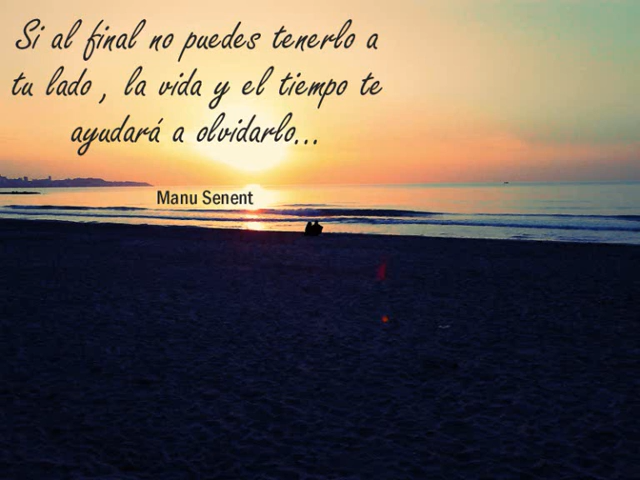 Si al final no puedes tenerlo a
tu lado , la vida y el tiempo te
ayudará a olvidarlo...
Manu Senent